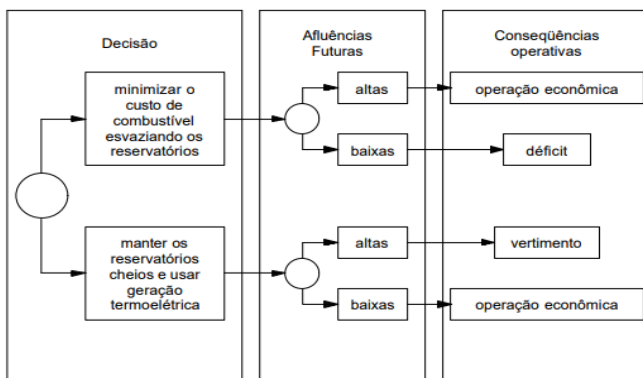 Decisão
Afluências
Futuras
Conseqüências
operativas
minimizar o
custo de
combustível
esvaziando os
reservatórios
altas
operação econômica
baixas
déficit
manter os
reservatórios
cheios e usar
geração
termoelétrica
altas
vertimento
baixas
operação econômica